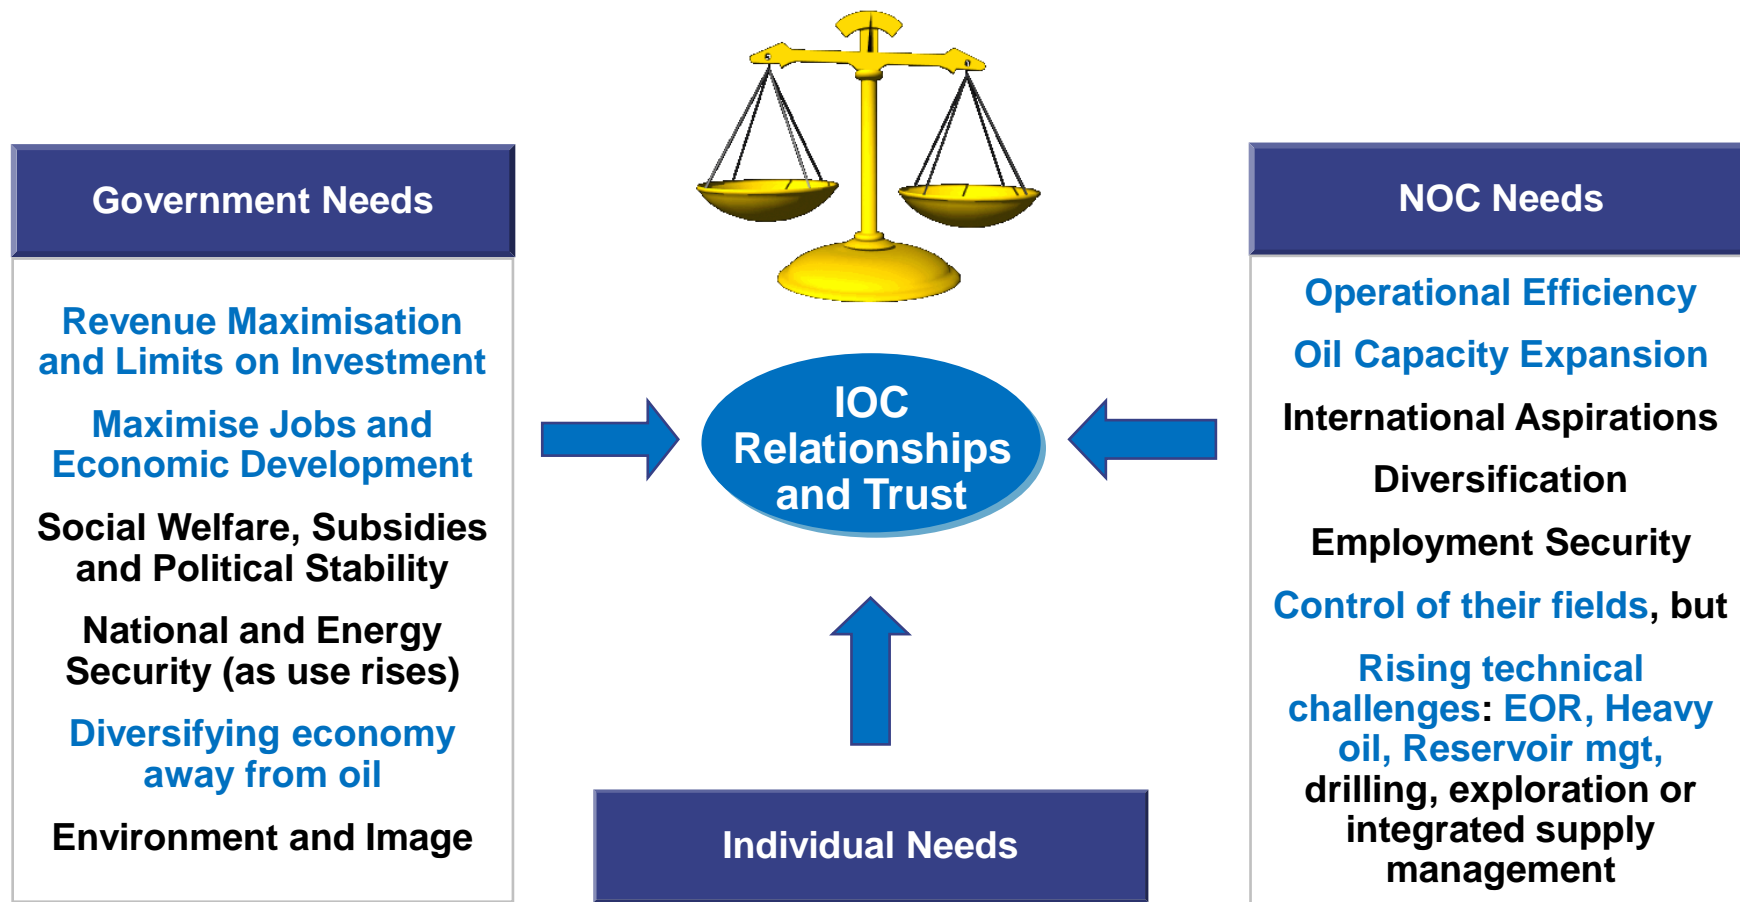 Government Needs
Revenue Maximisation
and Limits on Investment
Maximise Jobs and
Economic Development
Social Welfare, Subsidies
and Political Stability
National and Energy
Security (as use rises)
Diversifying economy
away from oil
Environment and Image
IOC
Relationships
and Trust
Individual Needs
NOC Needs
Operational Efficiency
Oil Capacity Expansion
International Aspirations
Diversification
Employment Security
Control of their fields, but
Rising technical
challenges: EOR, Heavy
oil, Reservoir mgt,
drilling, exploration or
integrated supply
management